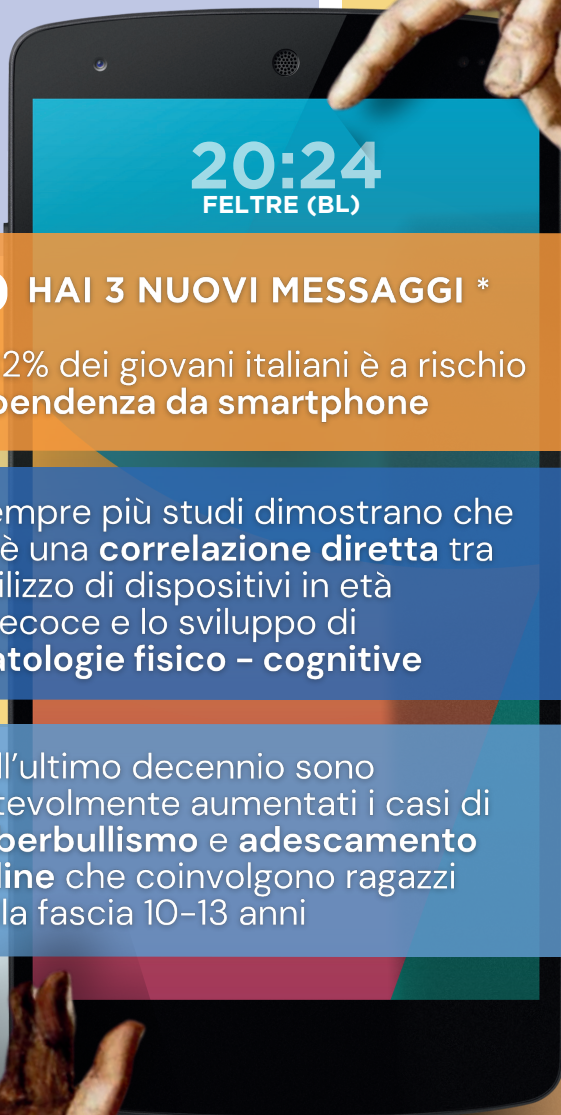 20:24
FELTRE (BL)
HAI 3 NUOVI MESSAGGI *
2% dei giovani italiani è a rischio
pendenza da smartphone
empre più studi dimostrano che
è una correlazione diretta tra
ilizzo di dispositivi in età
ecoce e lo sviluppo di
atologie fisico - cognitive
ll'ultimo decennio sono
tevolmente aumentati i casi di
perbullismo e adescamento
line che coinvolgono ragazzi
la fascia 10-13 anni